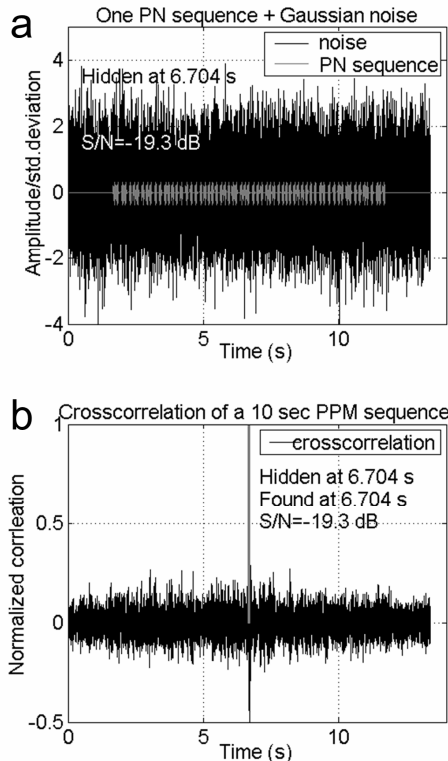 a
One PN sequence + Gaussian noise
noise
PN sequence
Hidden at 6.704 s
S/N=-19.3 dB
Amplitude/std.deviation
4
2
0
-2
-4
0
5
10
Time (s)
b
Crosscorrelation of a 10 sec PPM sequence
crosscorrelation
Hidden at 6.704 s
Found at 6.704 s
S/N=-19.3 dB
Normalized corrleation
1
0.5
0
-0.5
0
5
10
Time (s)